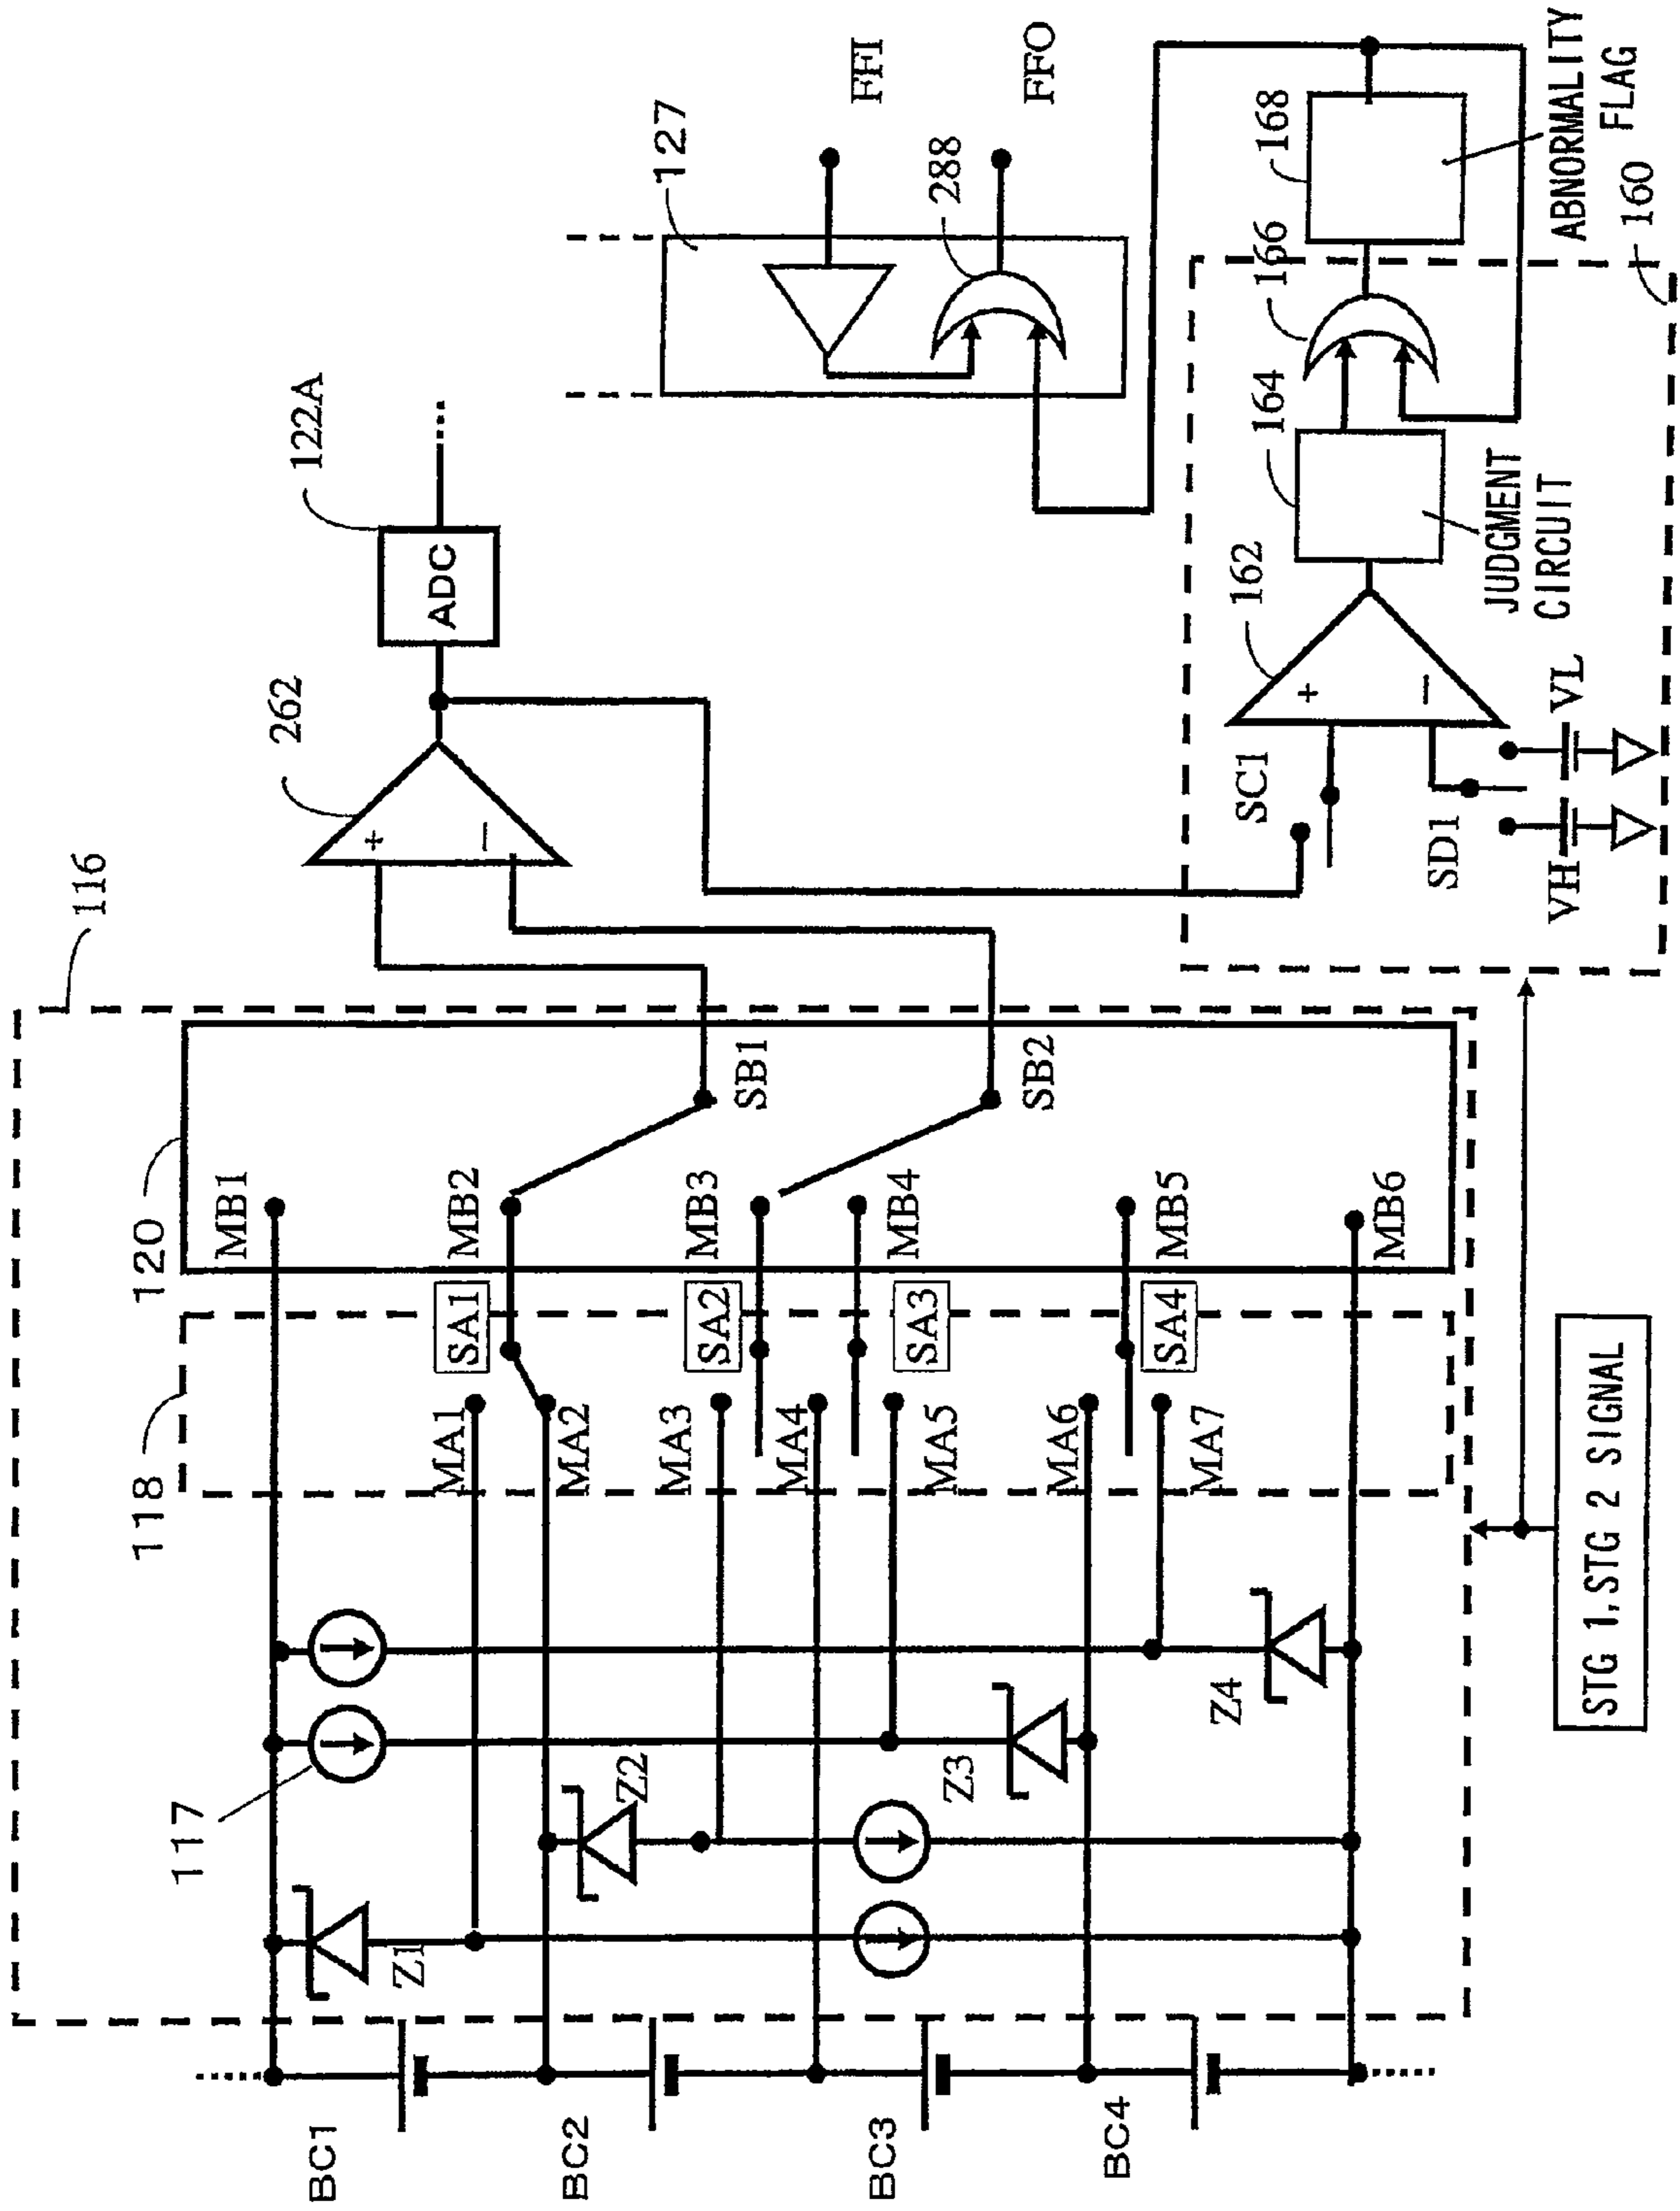 116
120
118
117
MB1
MB2
MB3
MB4
MB5
MB6
SB1
SB2
SA1
SA2
SA3
SA4
MA1
MA2
MA3
MA4
MA5
MA6
MA7
Z1
Z2
Z3
Z4
BC1
BC2
BC3
BC4
262
+
−
ADC
122A
127
FFI
FFO
288
SC1
SD1
VH
VL
162
+
−
164
JUDGMENT
CIRCUIT
166
168
ABNORMALITY
FLAG
160
STG 1,STG 2 SIGNAL